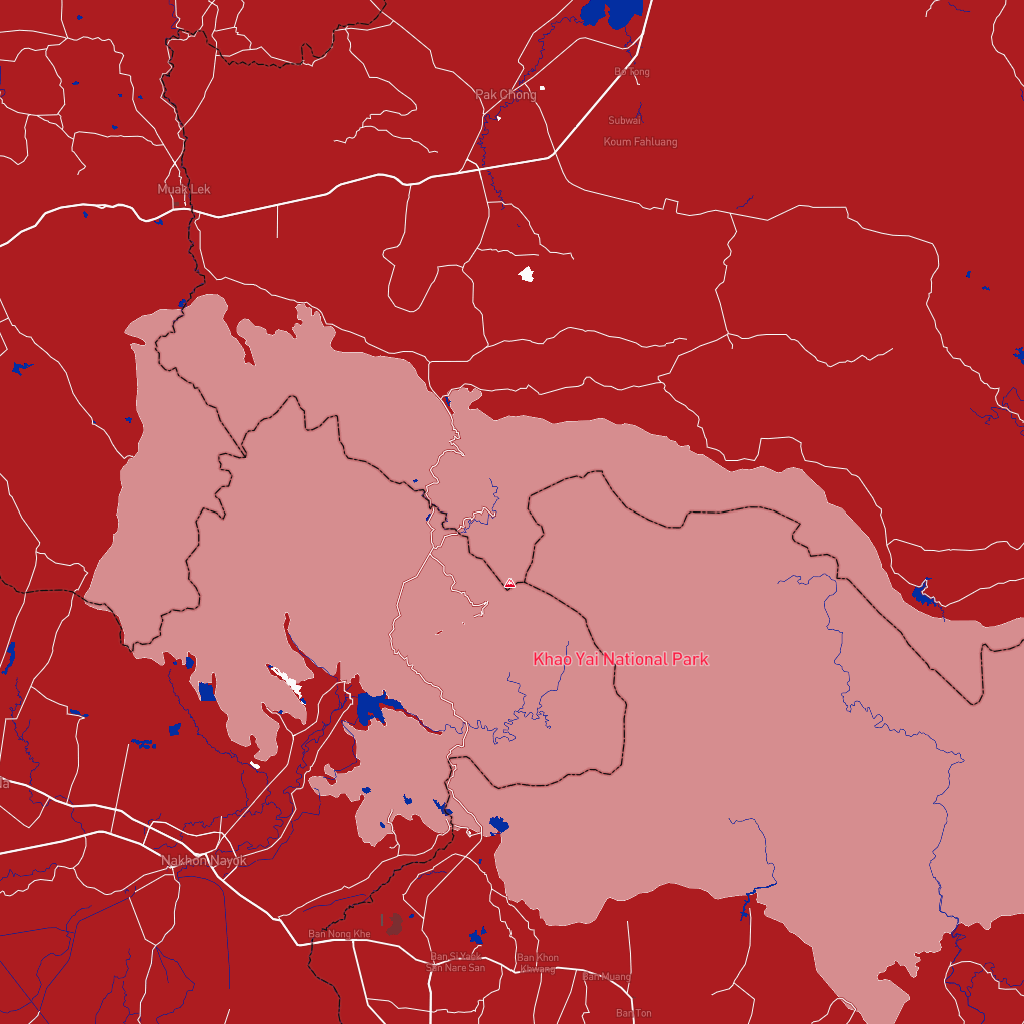 Bo Tong
Pak Chong
Subwai
Koum Fahluang
Muak Lek
Khao Yai National Park
Nakhon Nayok
Ban Nong Khe
Ban Si Yaek
San Nare San
Ban Khon
Khwang
Ban Muang
Ban Ton